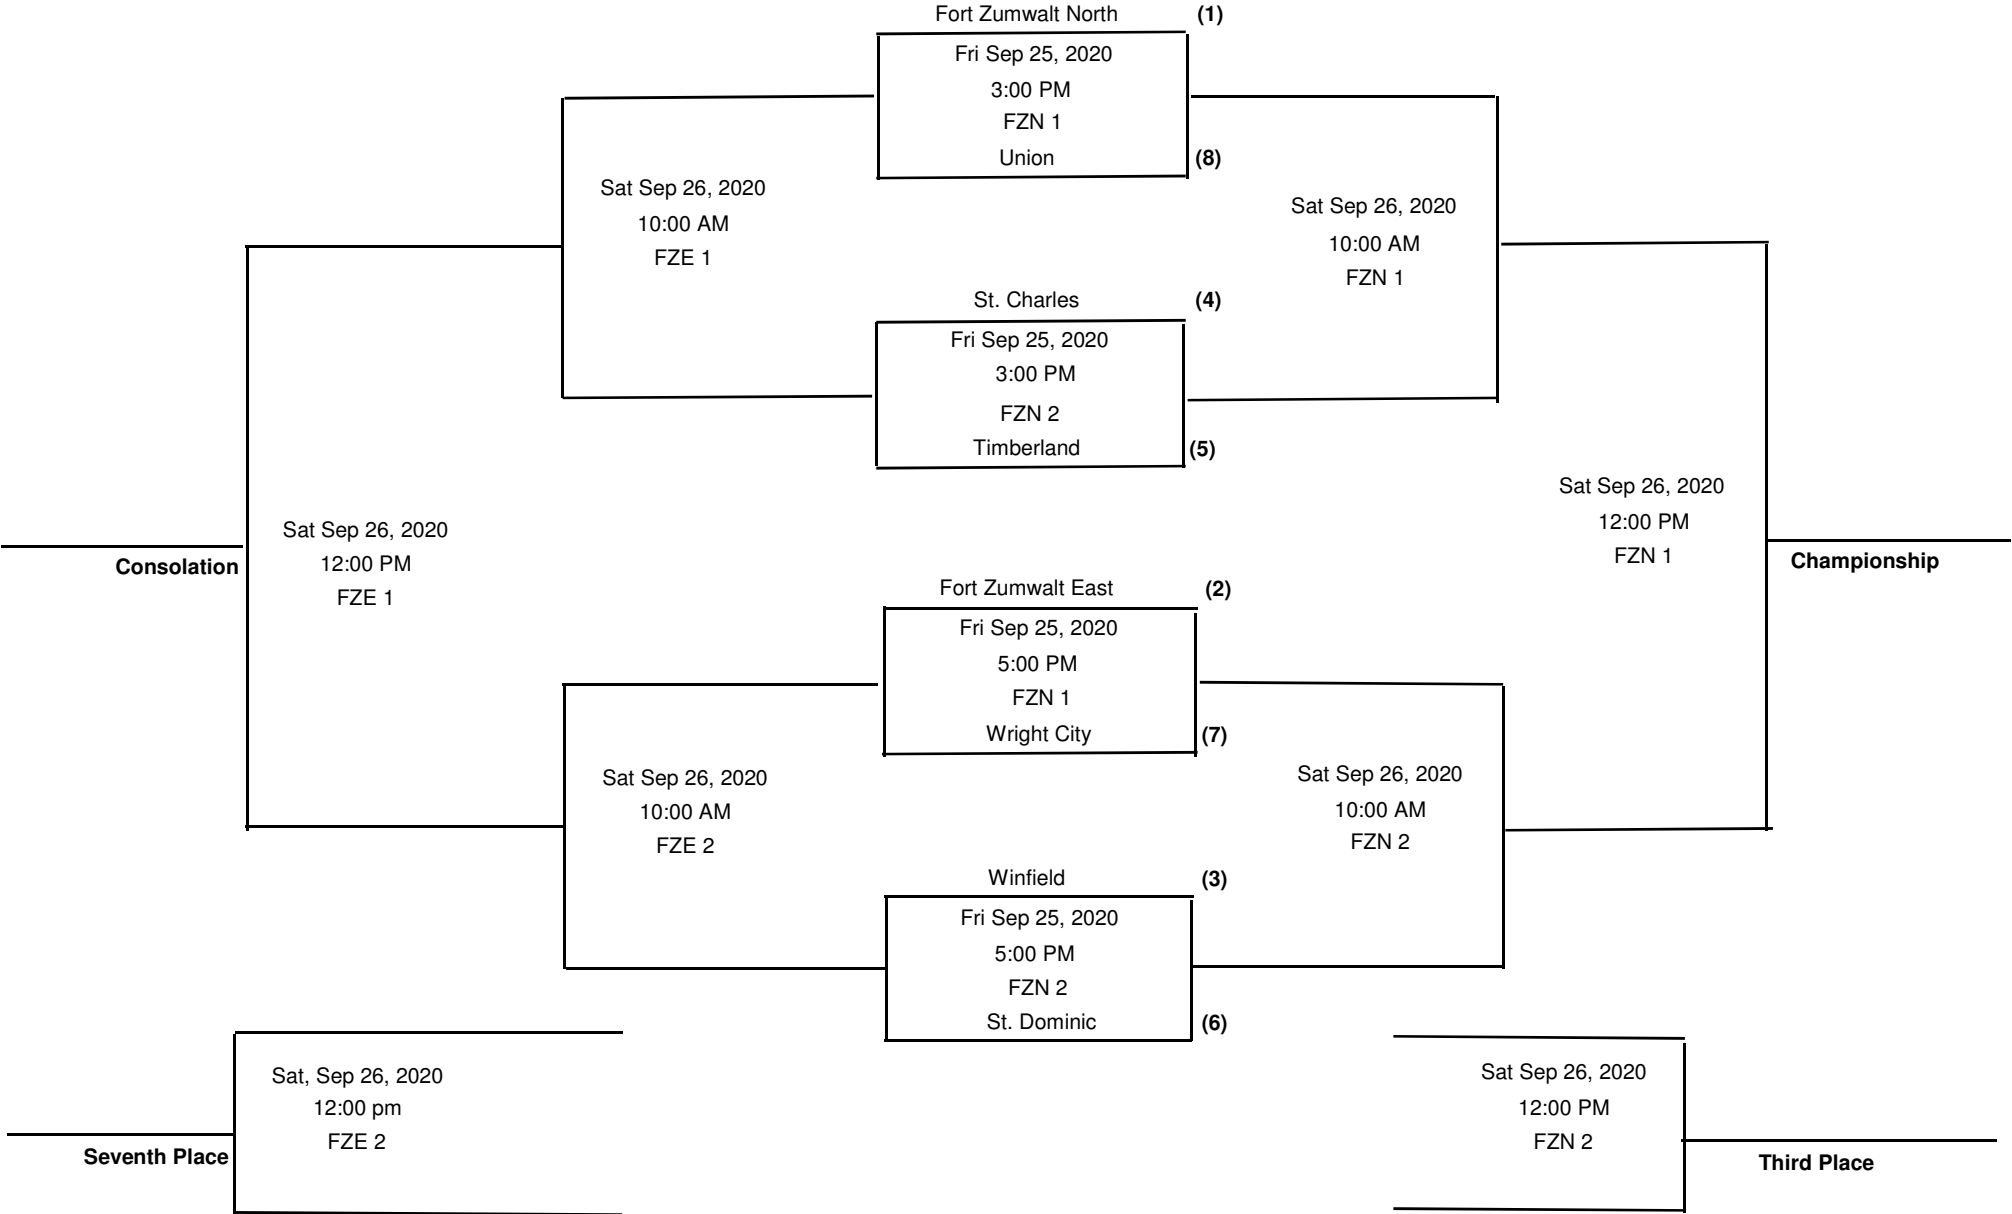 Fort Zumwalt North (1)
Fri Sep 25, 2020
3:00 PM
FZN 1
Union (8)
Sat Sep 26, 2020
10:00 AM
FZE 1
Sat Sep 26, 2020
10:00 AM
FZN 1
St. Charles (4)
Fri Sep 25, 2020
3:00 PM
FZN 2
Timberland (5)
Sat Sep 26, 2020
12:00 PM
FZE 1
Consolation
Sat Sep 26, 2020
12:00 PM
FZN 1
Championship
Fort Zumwalt East (2)
Fri Sep 25, 2020
5:00 PM
FZN 1
Wright City (7)
Sat Sep 26, 2020
10:00 AM
FZE 2
Sat Sep 26, 2020
10:00 AM
FZN 2
Winfield (3)
Fri Sep 25, 2020
5:00 PM
FZN 2
St. Dominic (6)
Sat, Sep 26, 2020
12:00 pm
FZE 2
Seventh Place
Sat Sep 26, 2020
12:00 PM
FZN 2
Third Place